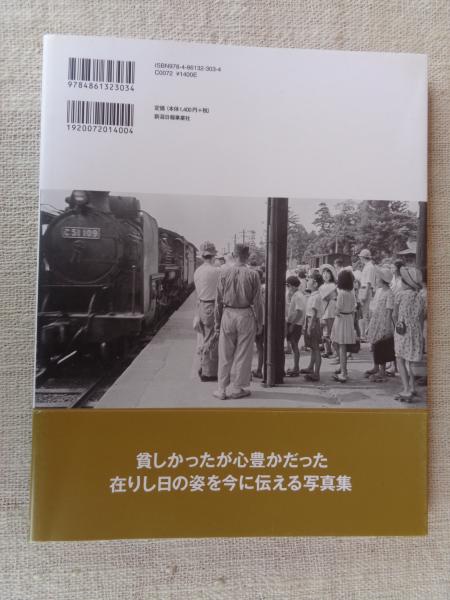 ISBN978-4-86132-303-4
C0072 ¥1400E
9784861323034
定価(本体1,400円+税)
新潟日報事業社
1920072014004
C51109
貧しかったが心豊かだった
在りし日の姿を今に伝える写真集